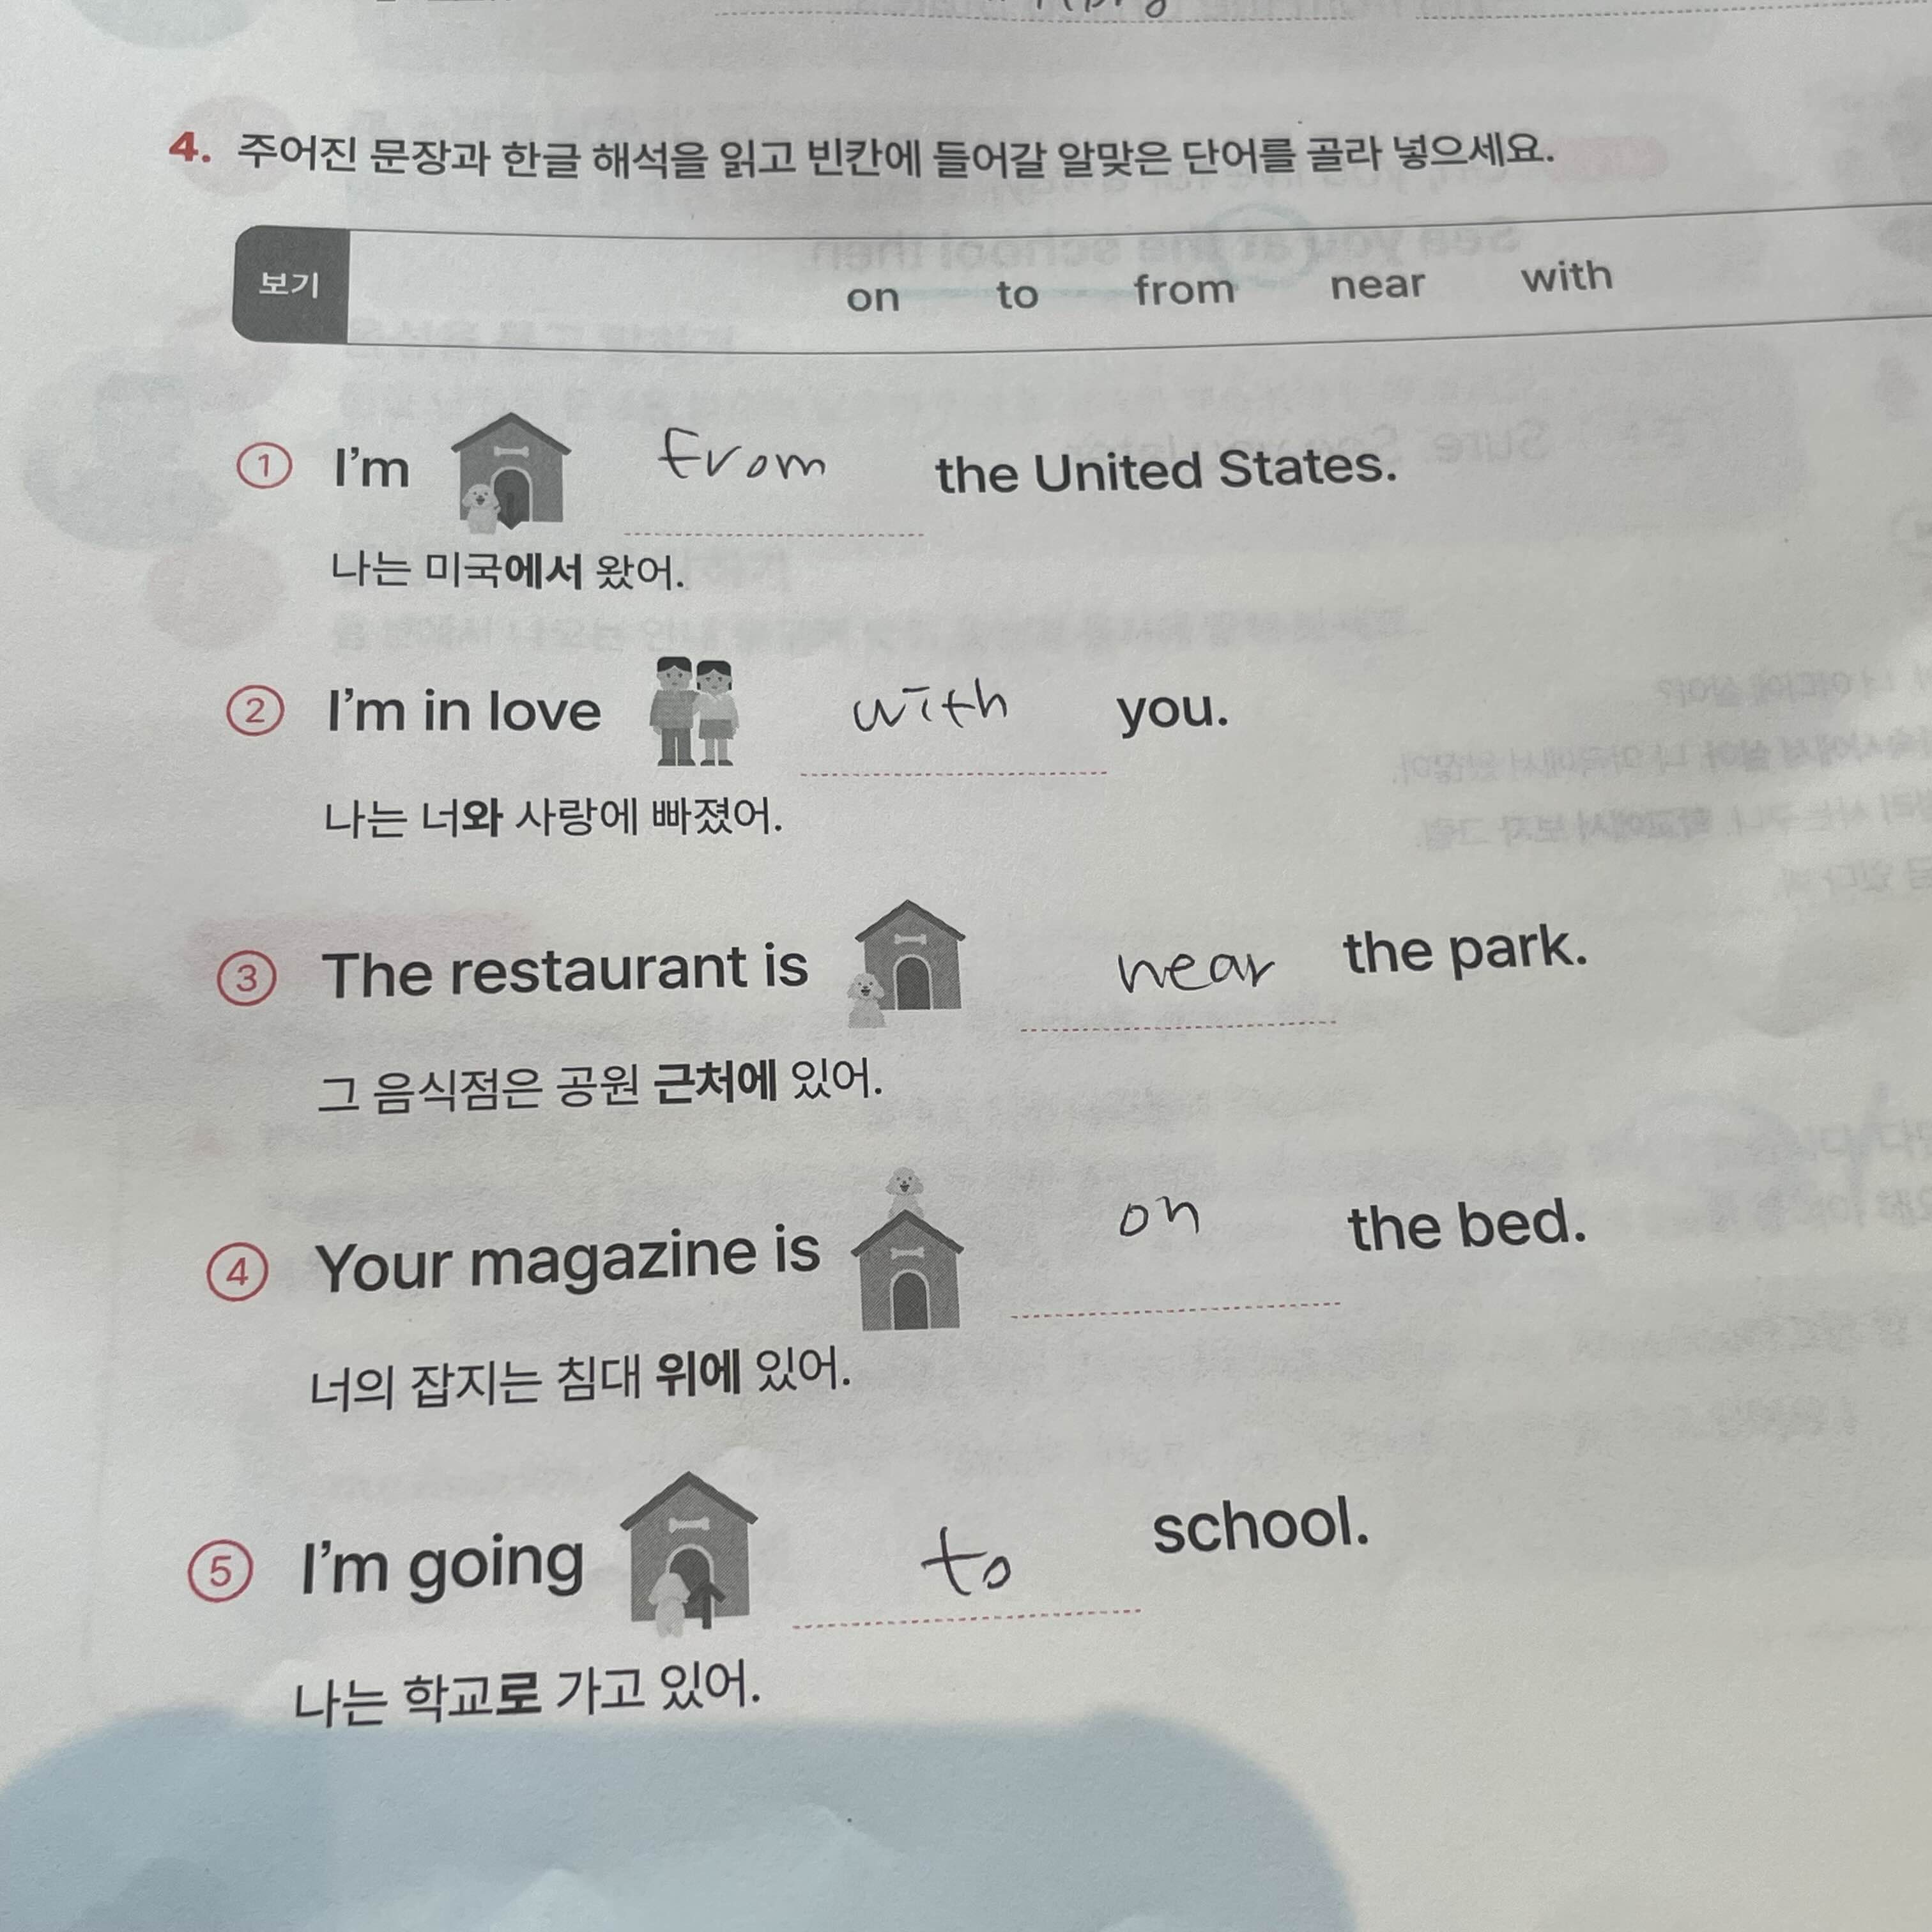 4. 주어진 문장과 한글 해석을 읽고 빈칸에 들어갈 알맞은 단어를 골라 넣으세요.
보기 on to from near with
① I'm from the United States.
나는 미국에서 왔어.
② I'm in love with you.
나는 너와 사랑에 빠졌어.
③ The restaurant is near the park.
그 음식점은 공원 근처에 있어.
④ Your magazine is on the bed.
너의 잡지는 침대 위에 있어.
⑤ I'm going to school.
나는 학교로 가고 있어.